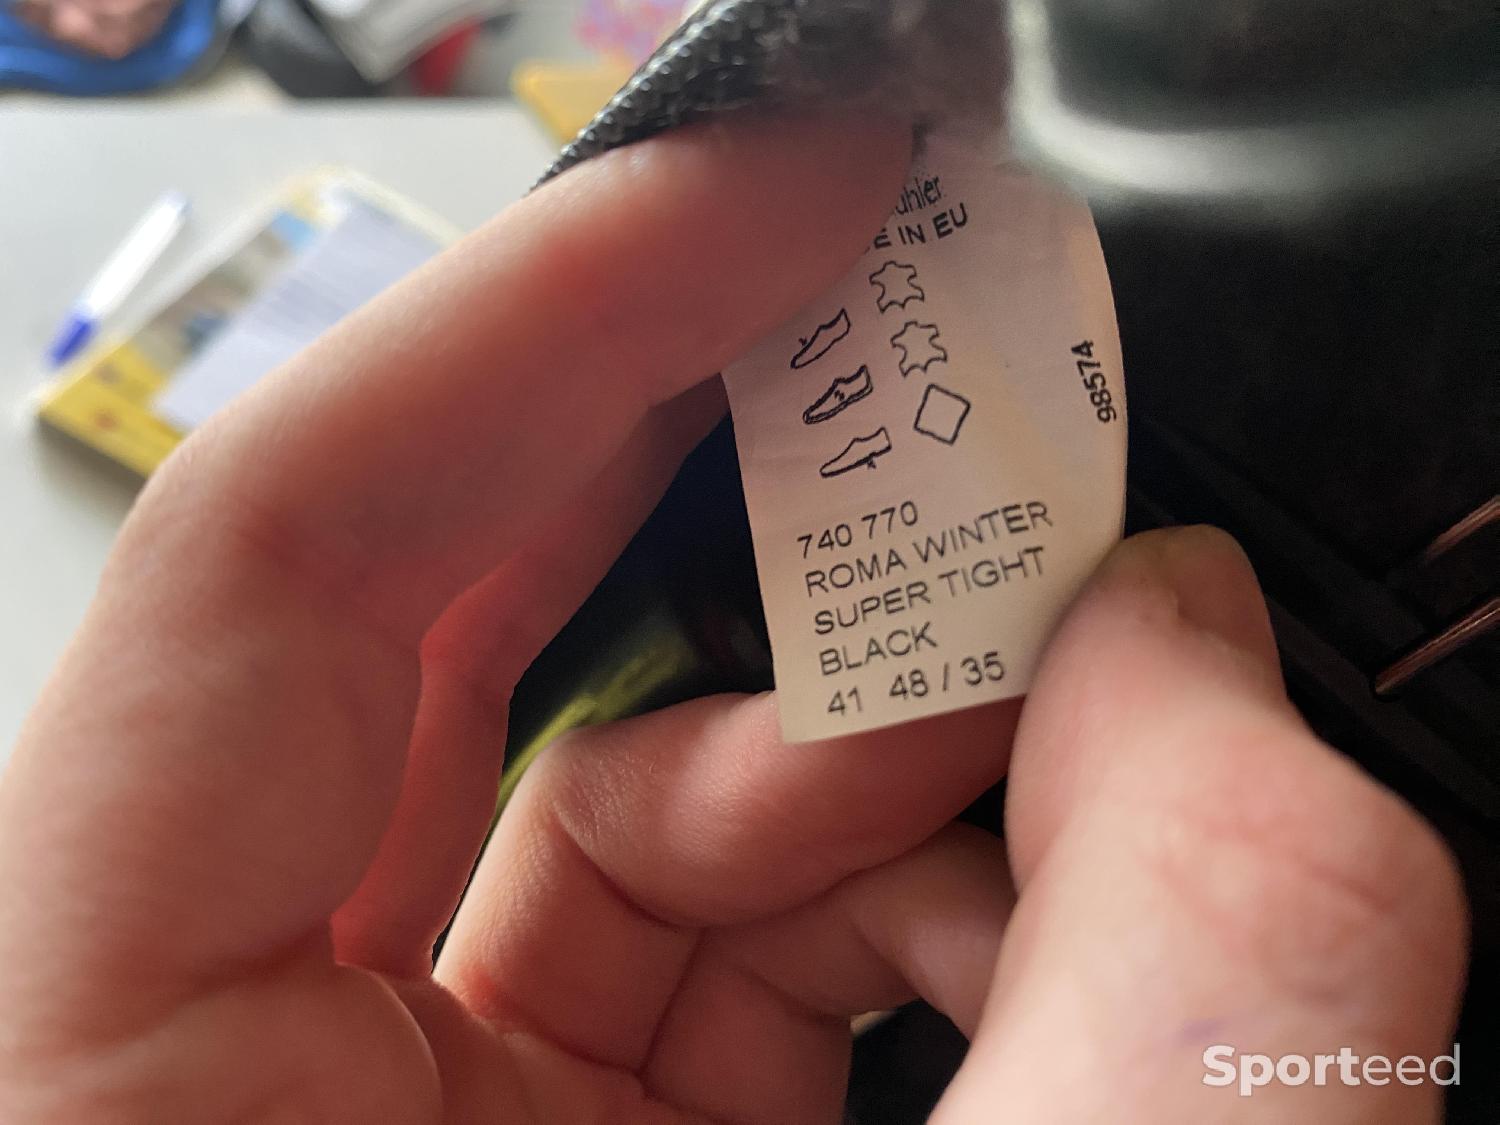 IN EU
98574
740 770
ROMA WINTER
SUPER TIGHT
BLACK
41 48 / 35
Sporteed